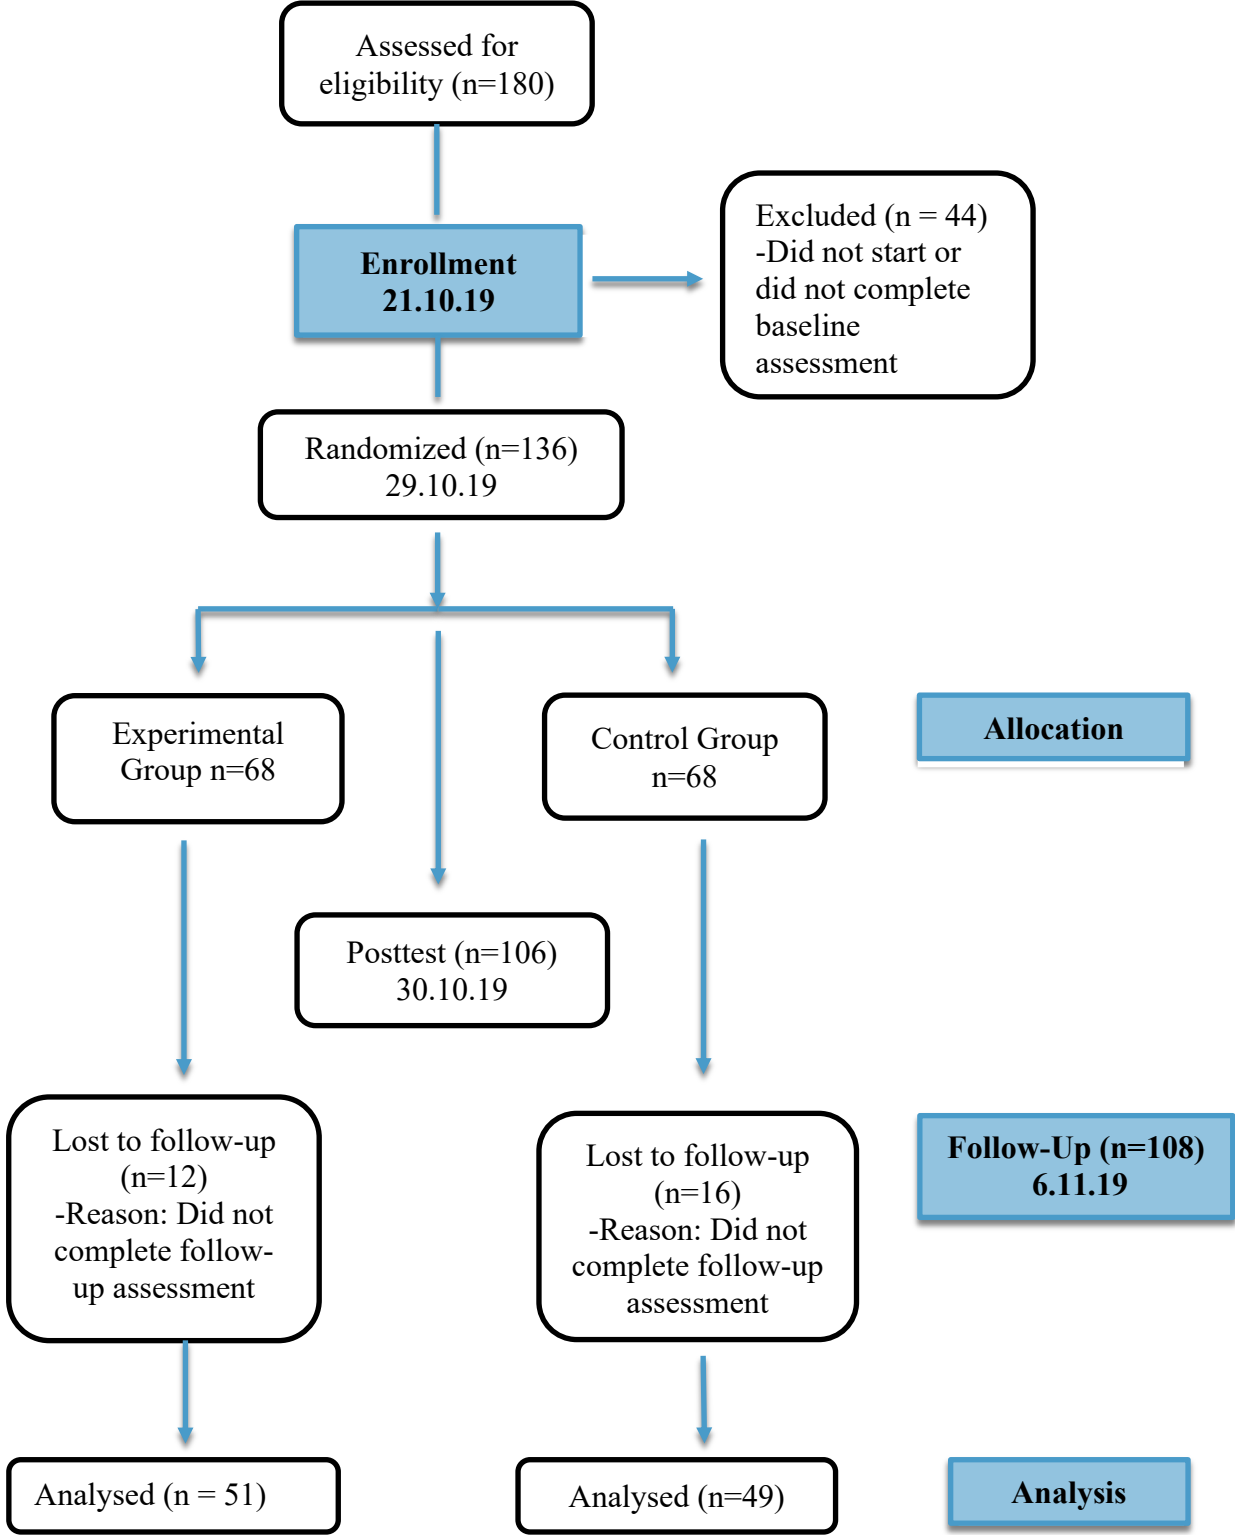 Assessed for
eligibility (n=180)
Enrollment
21.10.19
Excluded (n = 44)
-Did not start or
did not complete
baseline
assessment
Randomized (n=136)
29.10.19
Experimental
Group n=68
Control Group
n=68
Allocation
Posttest (n=106)
30.10.19
Lost to follow-up
(n=12)
-Reason: Did not
complete follow-
up assessment
Lost to follow-up
(n=16)
-Reason: Did not
complete follow-up
assessment
Follow-Up (n=108)
6.11.19
Analysed (n = 51)
Analysed (n=49)
Analysis